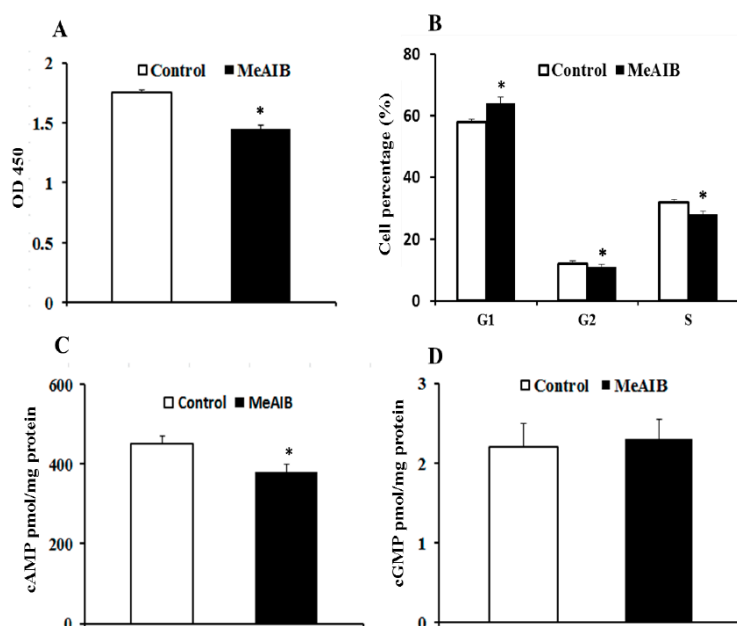 A
Control MeAIB
2
1.5
1
0.5
0
OD 450
*
B
Control MeAIB
80
60
40
20
0
Cell percentage (%)
* * *
G1 G2 S
C
Control MeAIB
600
400
200
0
cAMP pmol/mg protein
*
D
Control MeAIB
3
2
1
0
cGMP pmol/mg protein